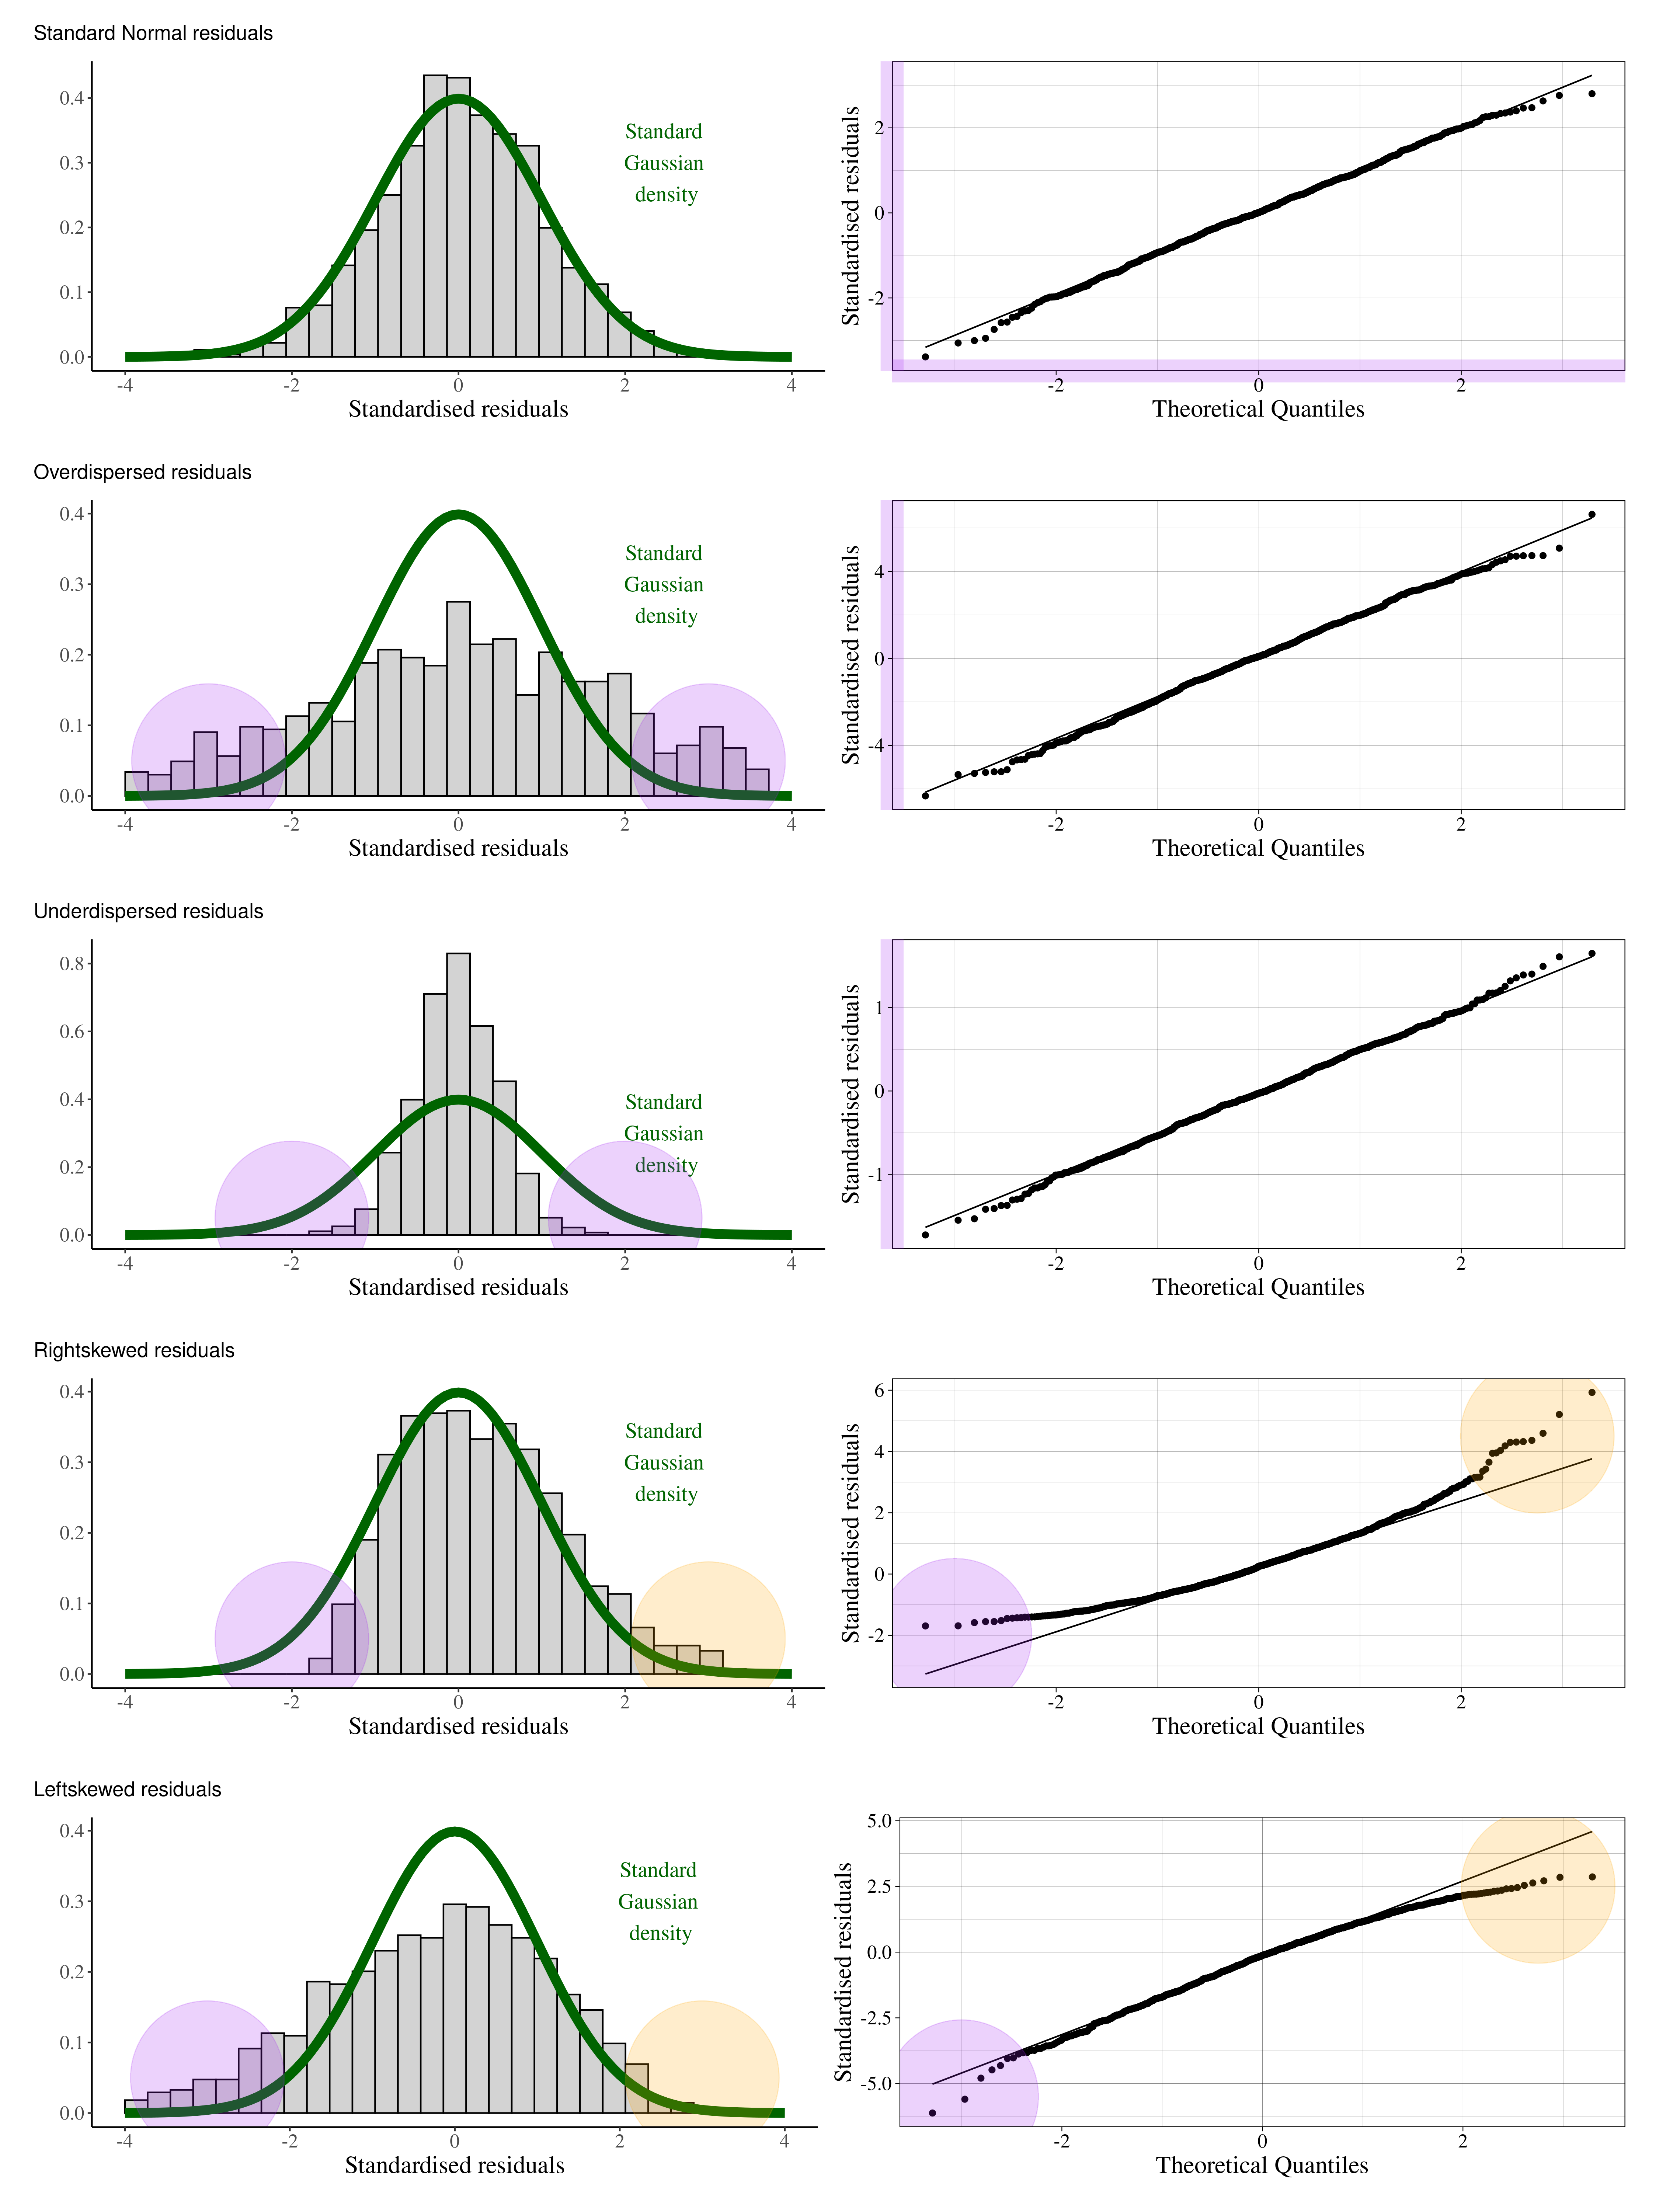 Standard Normal residuals
0.4
0.3
0.2
0.1
0.0
-4
-2
0
2
4
Standardised residuals
Standard
Gaussian
density
Standardised residuals
2
0
-2
-2
0
2
Theoretical Quantiles
Overdispersed residuals
0.4
0.3
0.2
0.1
0.0
-4
-2
0
2
4
Standardised residuals
Standard
Gaussian
density
Standardised residuals
4
0
-4
-2
0
2
Theoretical Quantiles
Underdispersed residuals
0.8
0.6
0.4
0.2
0.0
-4
-2
0
2
4
Standardised residuals
Standard
Gaussian
density
Standardised residuals
1
0
-1
-2
0
2
Theoretical Quantiles
Rightskewed residuals
0.4
0.3
0.2
0.1
0.0
-4
-2
0
2
4
Standardised residuals
Standard
Gaussian
density
Standardised residuals
6
4
2
0
-2
-2
0
2
Theoretical Quantiles
Leftskewed residuals
0.4
0.3
0.2
0.1
0.0
-4
-2
0
2
4
Standardised residuals
Standard
Gaussian
density
Standardised residuals
5.0
2.5
0.0
-2.5
-5.0
-2
0
2
Theoretical Quantiles